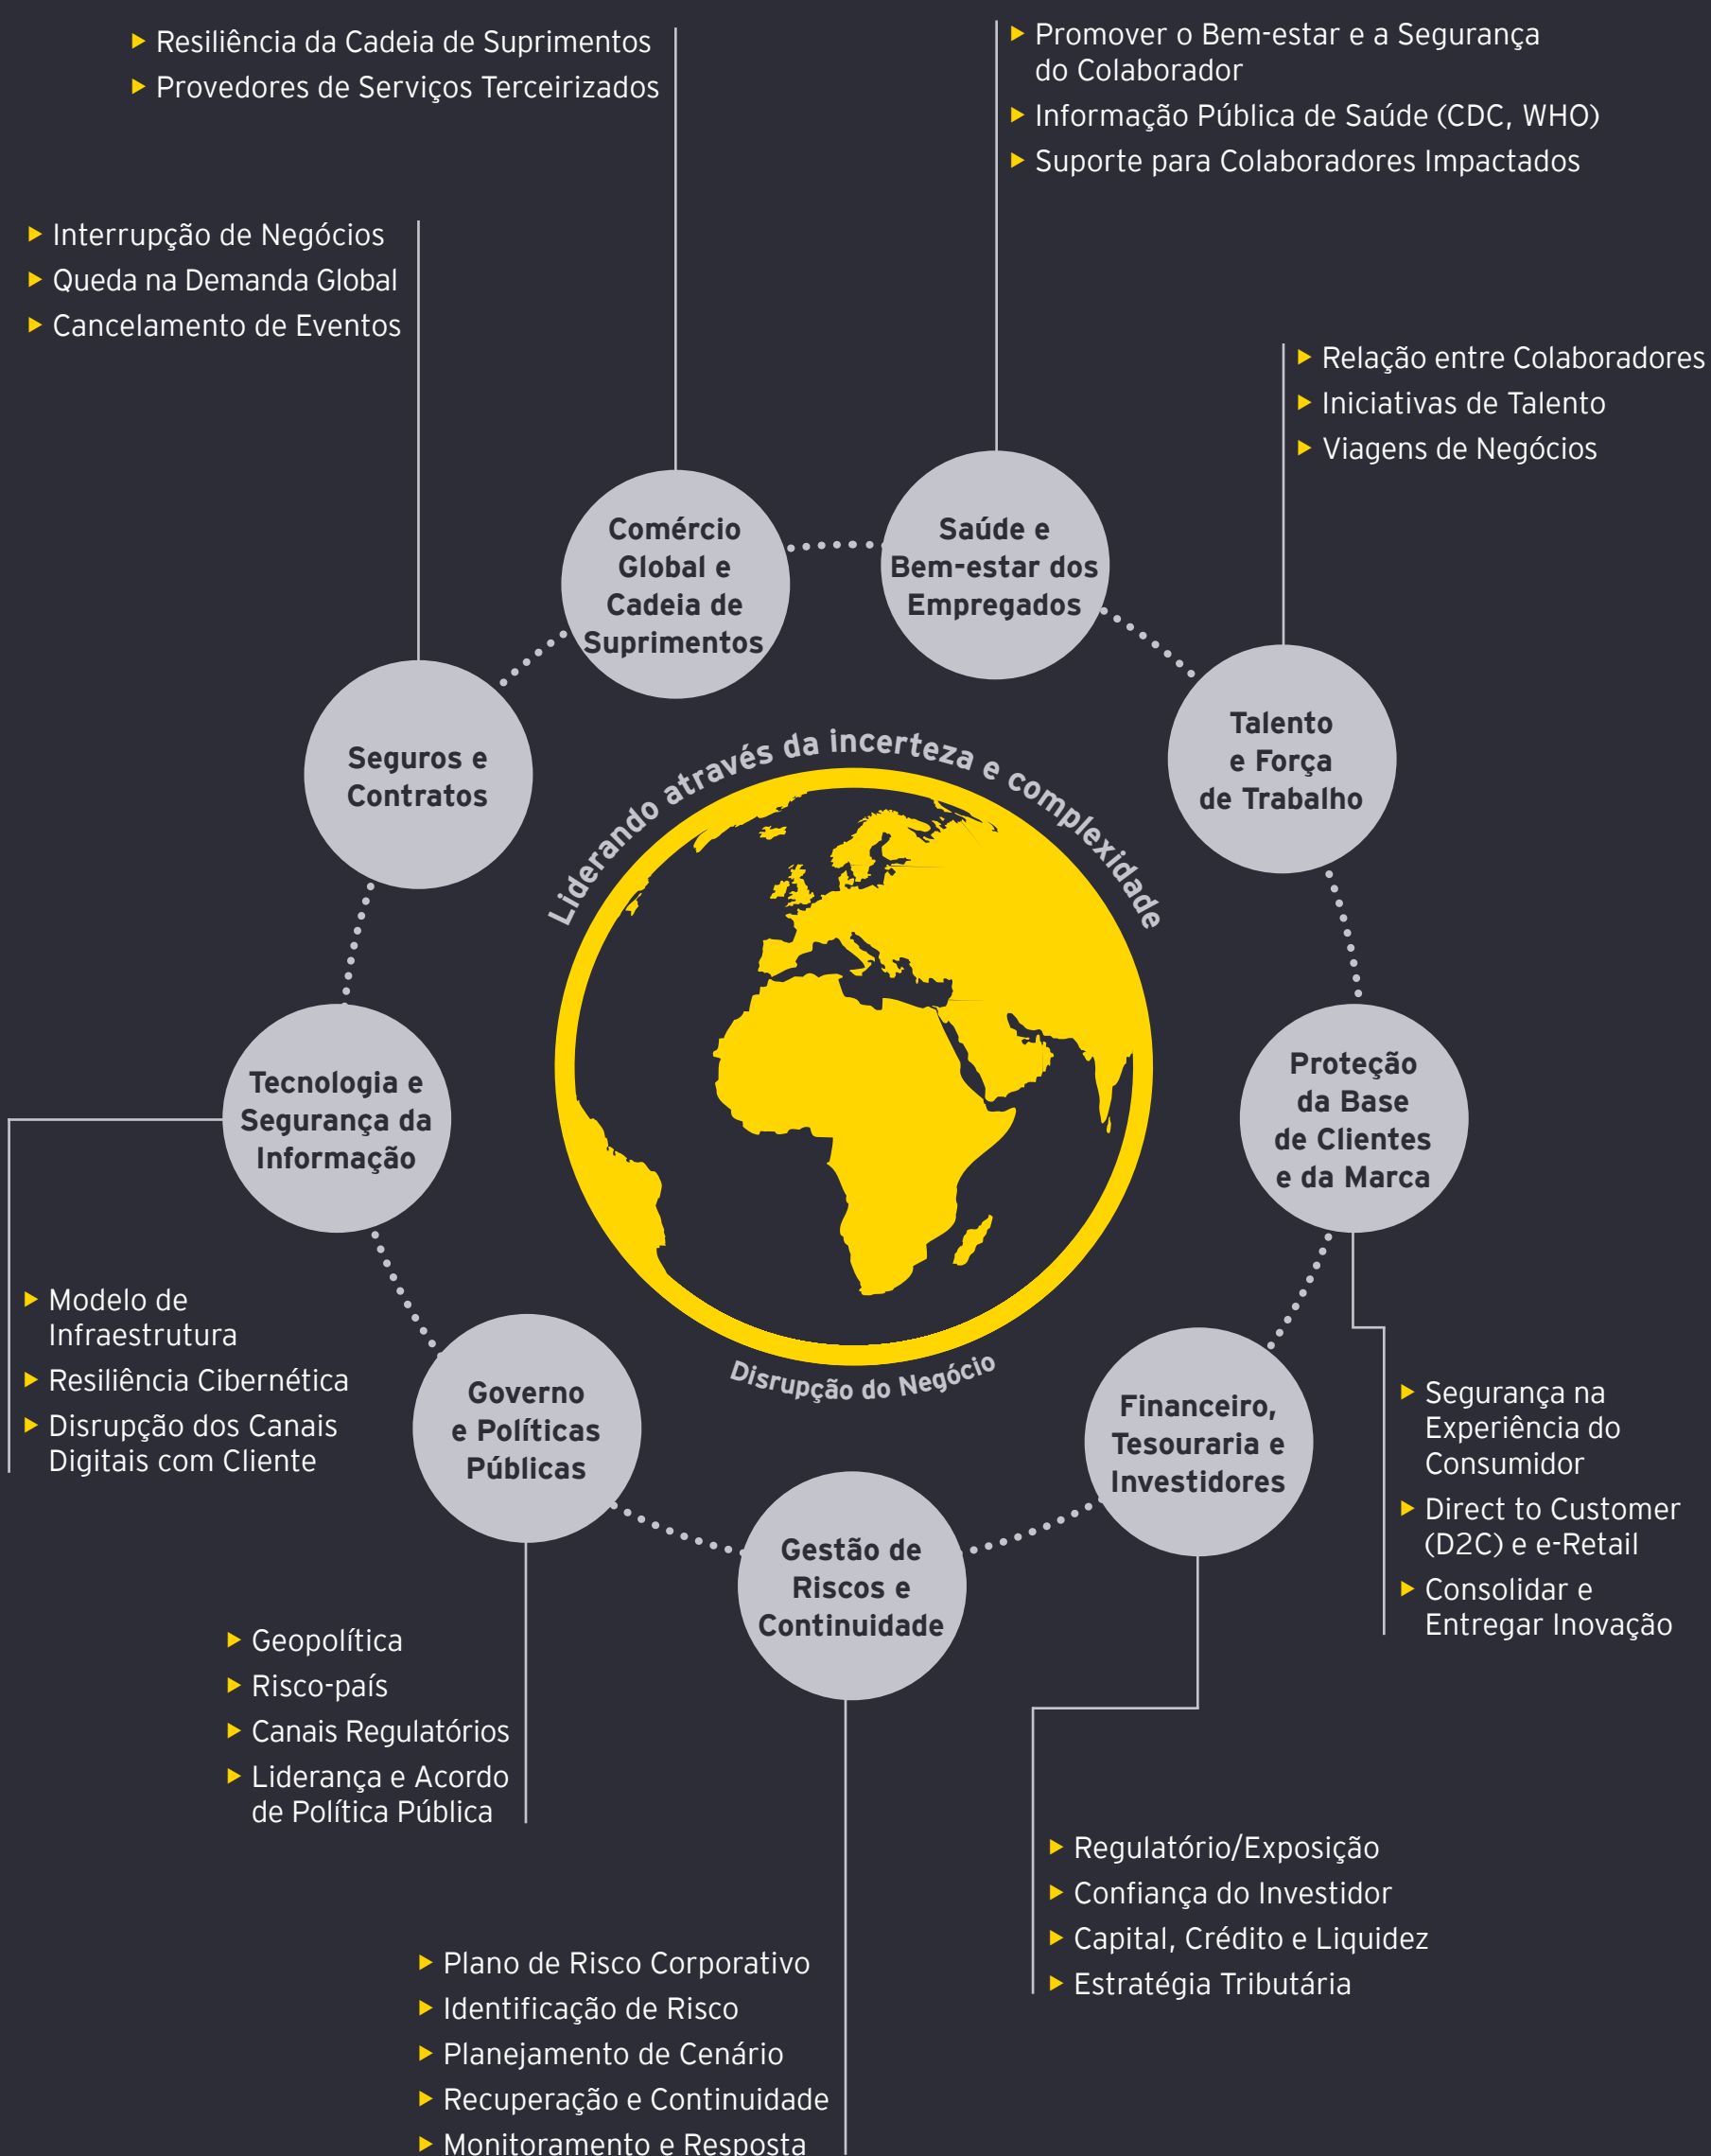 Resiliência da Cadeia de Suprimentos
Provedores de Serviços Terceirizados
Promover o Bem-estar e a Segurança
do Colaborador
Informação Pública de Saúde (CDC, WHO)
Suporte para Colaboradores Impactados
Interrupção de Negócios
Queda na Demanda Global
Cancelamento de Eventos
Relação entre Colaboradores
Iniciativas de Talento
Viagens de Negócios
Comércio
Global e
Cadeia de
Suprimentos
Saúde e
Bem-estar dos
Empregados
Seguros e
Contratos
Talento
e Força
de Trabalho
Liderando através da incerteza e complexidade
Tecnologia e
Segurança da
Informação
Proteção
da Base
de Clientes
e da Marca
Modelo de
Infraestrutura
Resiliência Cibernética
Disrupção dos Canais
Digitais com Cliente
Disrupção do Negócio
Governo
e Políticas
Públicas
Financeiro,
Tesouraria e
Investidores
Segurança na
Experiência do
Consumidor
Direct to Customer
(D2C) e e-Retail
Consolidar e
Entregar Inovação
Gestão de
Riscos e
Continuidade
Geopolítica
Risco-país
Canais Regulatórios
Liderança e Acordo
de Política Pública
Regulatório/Exposição
Confiança do Investidor
Capital, Crédito e Liquidez
Estratégia Tributária
Plano de Risco Corporativo
Identificação de Risco
Planejamento de Cenário
Recuperação e Continuidade
Monitoramento e Resposta